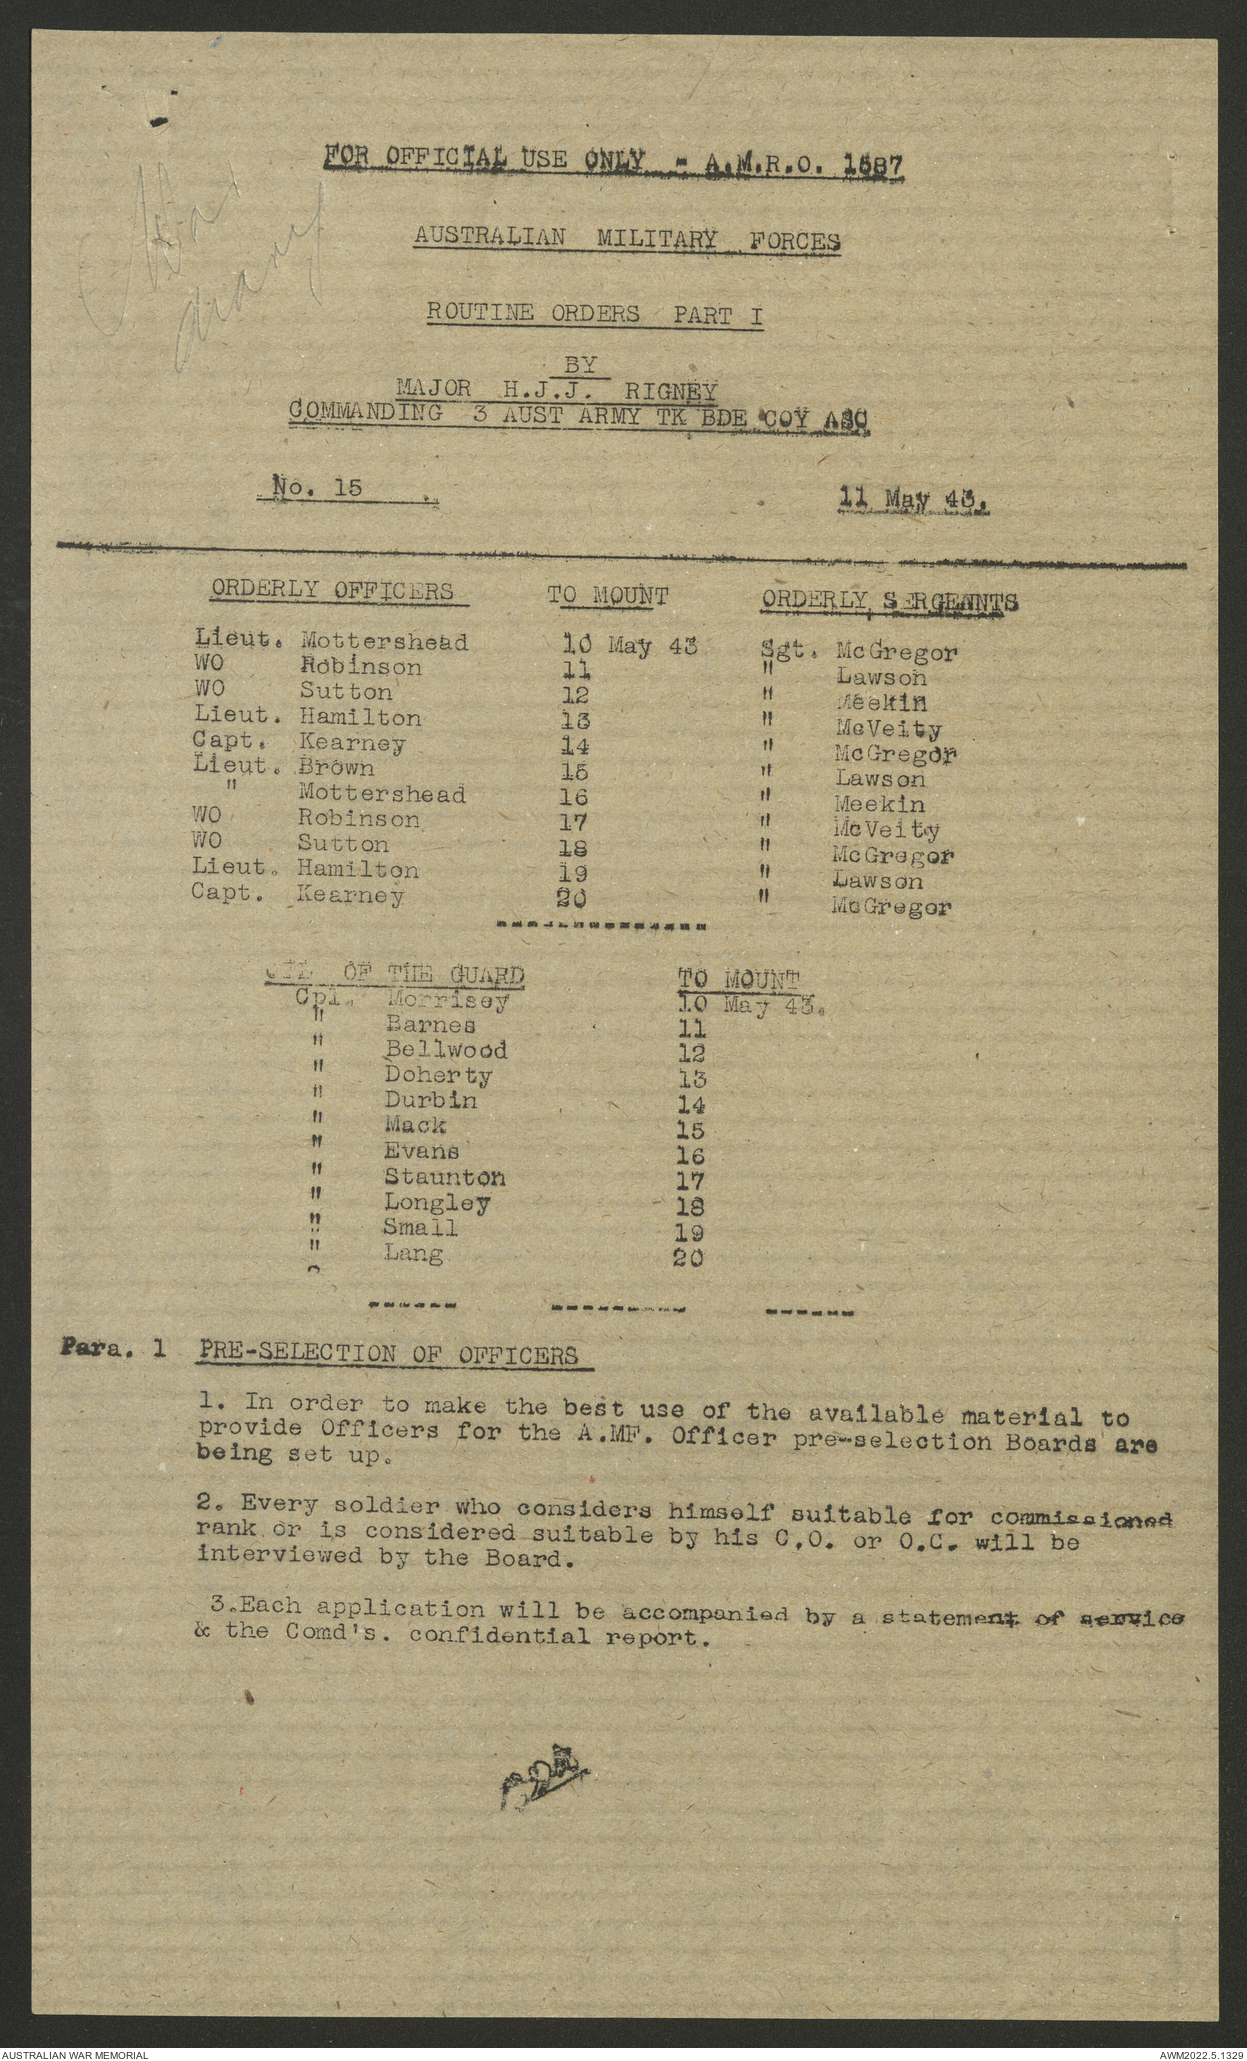 War
diary
FOR OFFICIAL USE ONLY - A.M.R.O. 1687
AUSTRALIAN MILITARY FORCES
ROUTINE ORDERS PART I
BY
MAJOR H.J.J. RIGNEY
COMMANDING 3 AUST ARMY TK BDE COY ASC
No. 15 11 May 43.
ORDERLY OFFICERS TO MOUNT ORDERLY SERGEANTS
Lieut. Mottershead 10 May 43 Sgt. McGregor
WO Robinson 11 " Lawson
WO Sutton 12 " Meekin
Lieut. Hamilton 13 " McVeity
Capt. Kearney 14 " McGregor
Lieut. Brown 15 " Lawson
" Mottershead 16 " Meekin
WO Robinson 17 " McVeity
WO Sutton 18 " McGregor
Lieut. Hamilton 19 " Lawson
Capt. Kearney 20 " McGregor
--------------
OF THE GUARD TO MOUNT
Cpl. Morrisey 10 May 43.
" Barnes 11
" Bellwood 12
" Doherty 13
" Durbin 14
" Mack 15
" Evans 16
" Staunton 17
" Longley 18
" Small 19
" Lang 20
------ --------- ------
Para. 1 PRE-SELECTION OF OFFICERS
1. In order to make the best use of the available material to
provide Officers for the A.MF. Officer pre-selection Boards are
being set up.
2. Every soldier who considers himself suitable for commissioned
rank or is considered suitable by his C.O. or O.C. will be
interviewed by the Board.
3.Each application will be accompanied by a statement of service
& the Comd's. confidential report.
AUSTRALIAN WAR MEMORIAL AWM2022.5.1329